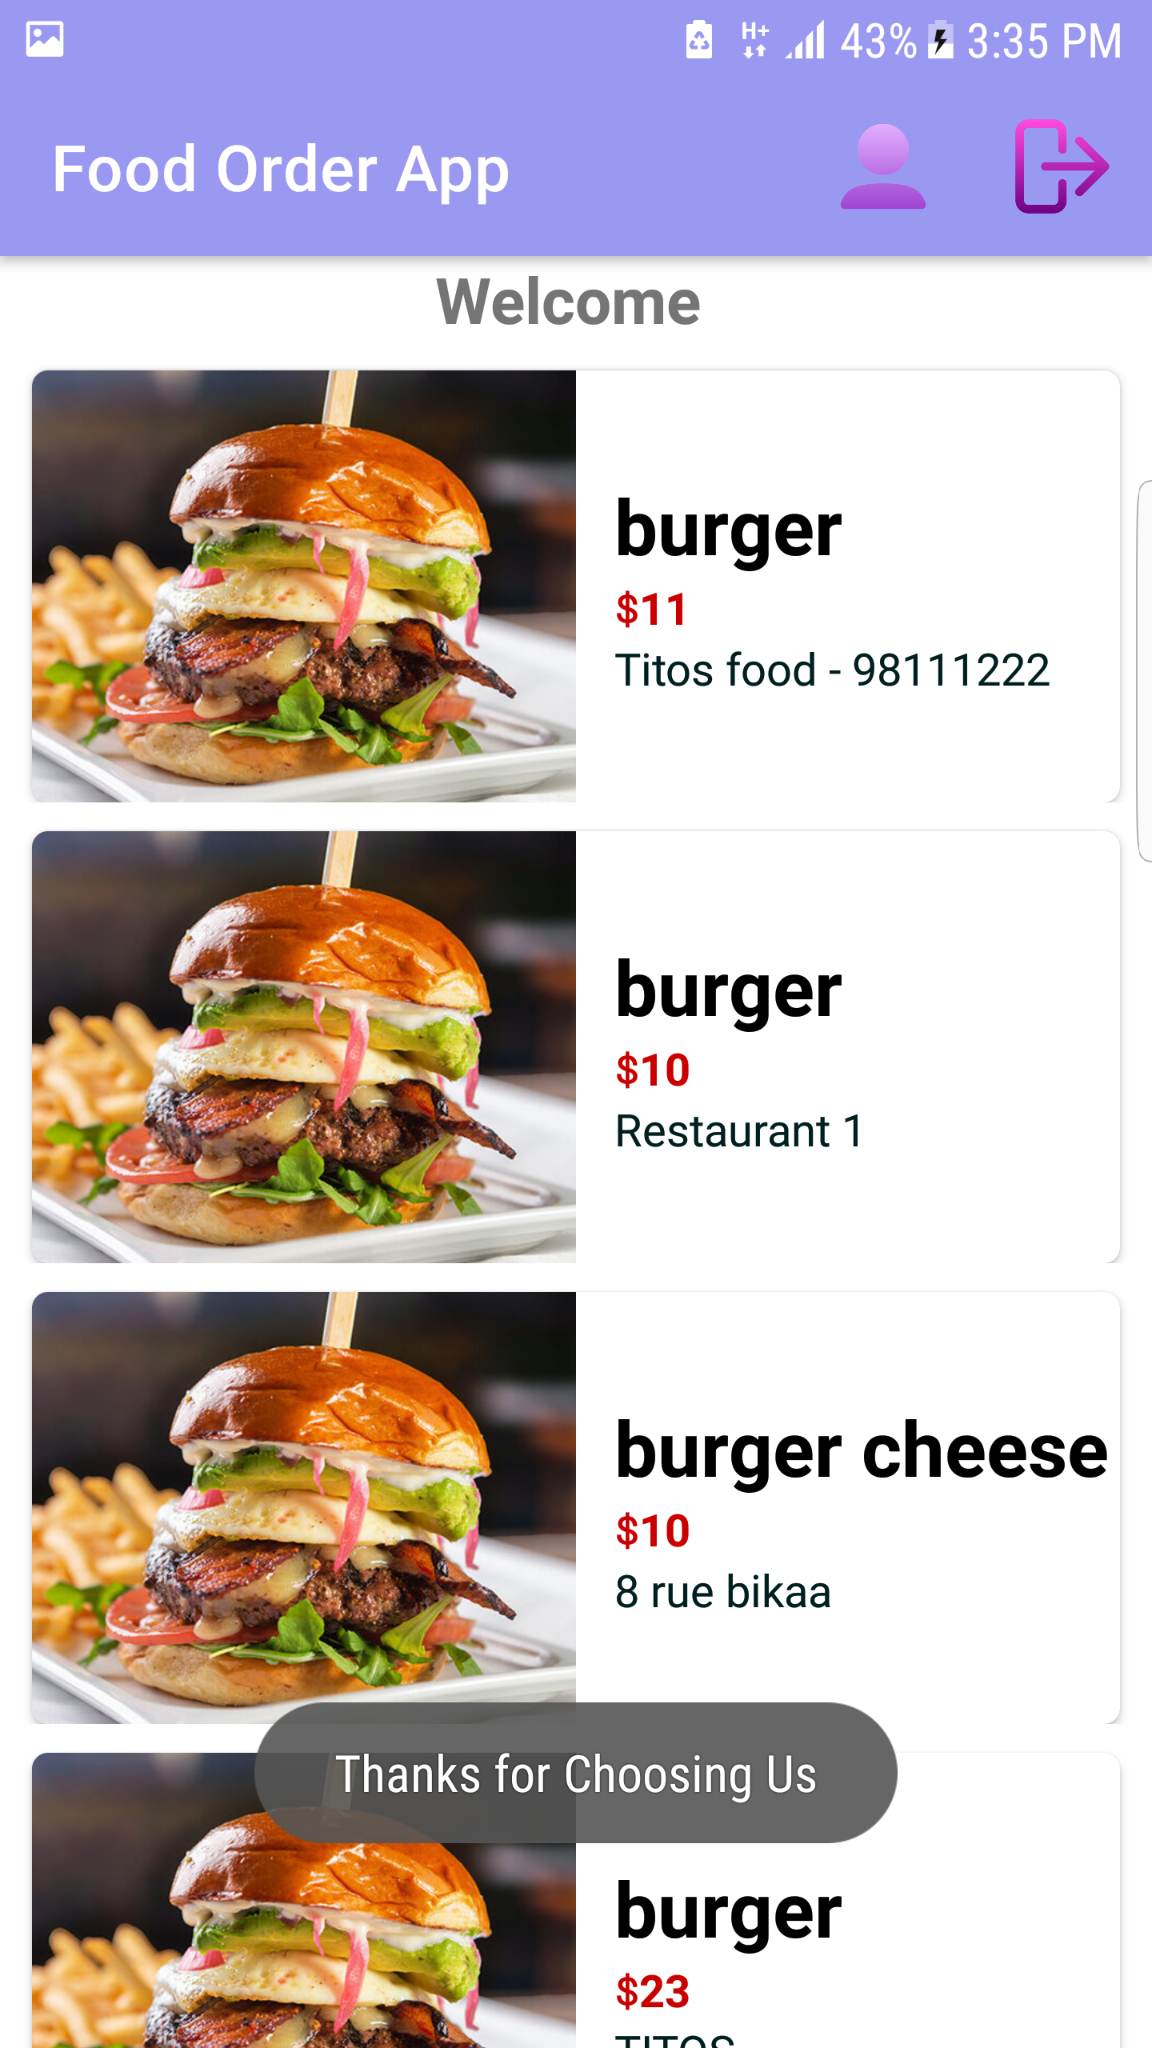 H+ 43% 3:35 PM
Food Order App
Welcome
burger
$11
Titos food - 98111222
burger
$10
Restaurant 1
burger cheese
$10
8 rue bikaa
Thanks for Choosing Us
burger
$23
TITOS